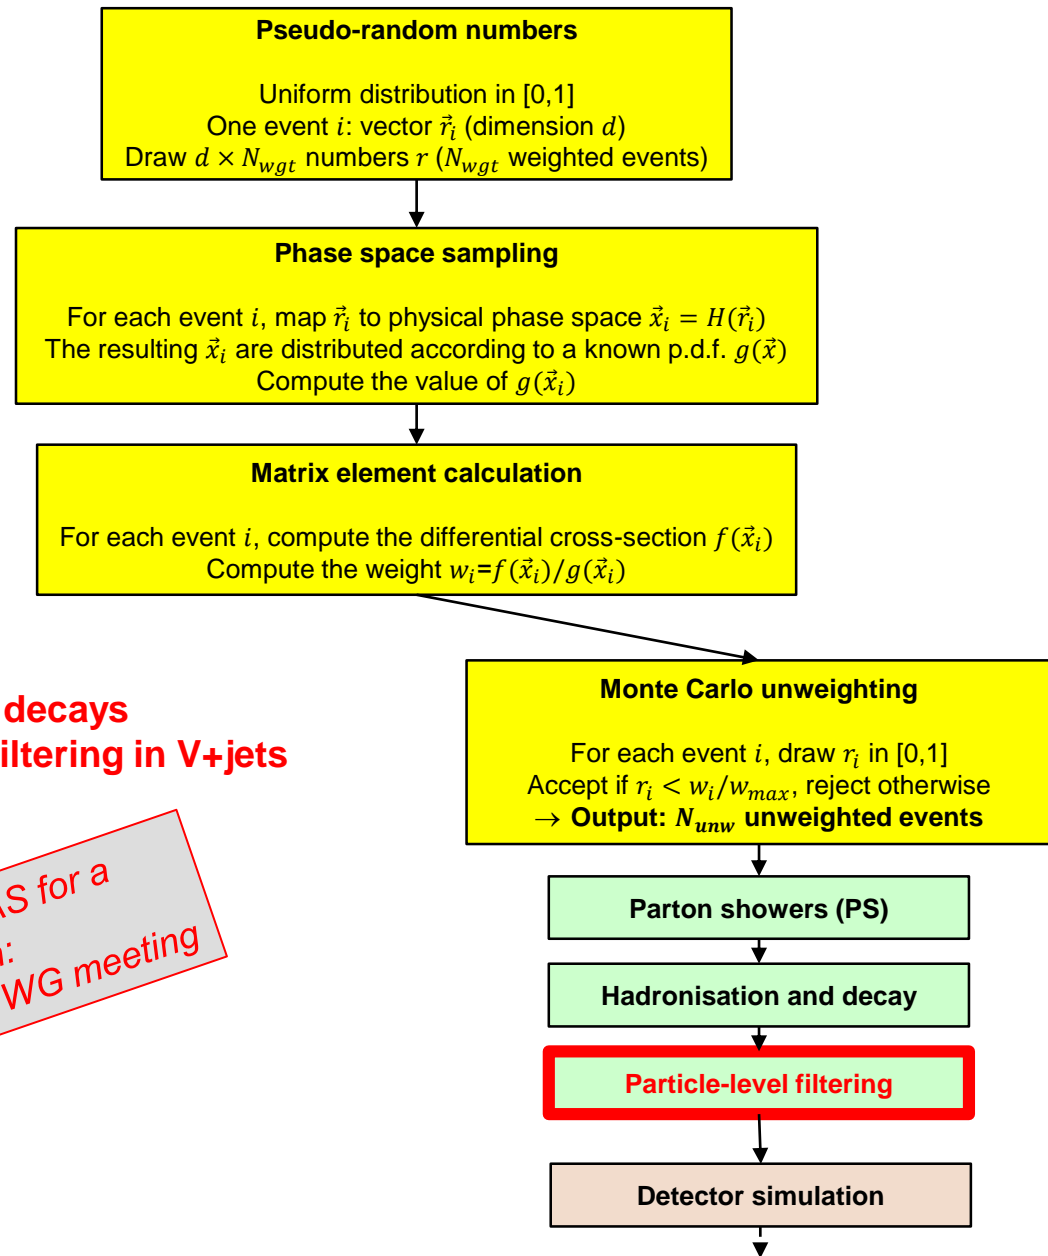 Pseudo-random numbers
Uniform distribution in [0,1]
One event i: vector r⃗ᵢ (dimension d)
Draw d × N_wgt numbers r (N_wgt weighted events)
Phase space sampling
For each event i, map r⃗ᵢ to physical phase space x⃗ᵢ = H(r⃗ᵢ)
The resulting x⃗ᵢ are distributed according to a known p.d.f. g(x⃗)
Compute the value of g(x⃗ᵢ)
Matrix element calculation
For each event i, compute the differential cross-section f(x⃗ᵢ)
Compute the weight wᵢ=f(x⃗ᵢ)/g(x⃗ᵢ)
Monte Carlo unweighting
For each event i, draw rᵢ in [0,1]
Accept if rᵢ < wᵢ/w_max, reject otherwise
→ Output: N_unw unweighted events
decays
iltering in V+jets
AS for a
:
WG meeting
Parton showers (PS)
Hadronisation and decay
Particle-level filtering
Detector simulation